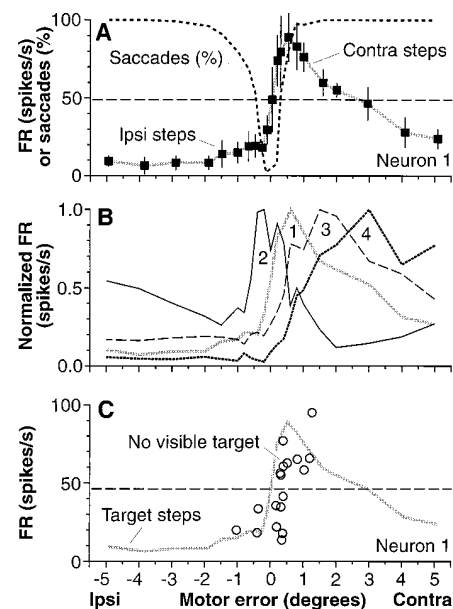 A
100
50
0
FR (spikes/s)
or saccades (%)
Saccades (%)
Contra steps
Ipsi steps
Neuron 1
B
1.0
0.5
0.0
Normalized FR
(spikes/s)
2
1
3
4
C
100
50
0
FR (spikes/s)
No visible target
Target steps
Neuron 1
-5 -4 -3 -2 -1 0 1 2 3 4 5
Ipsi Motor error (degrees) Contra